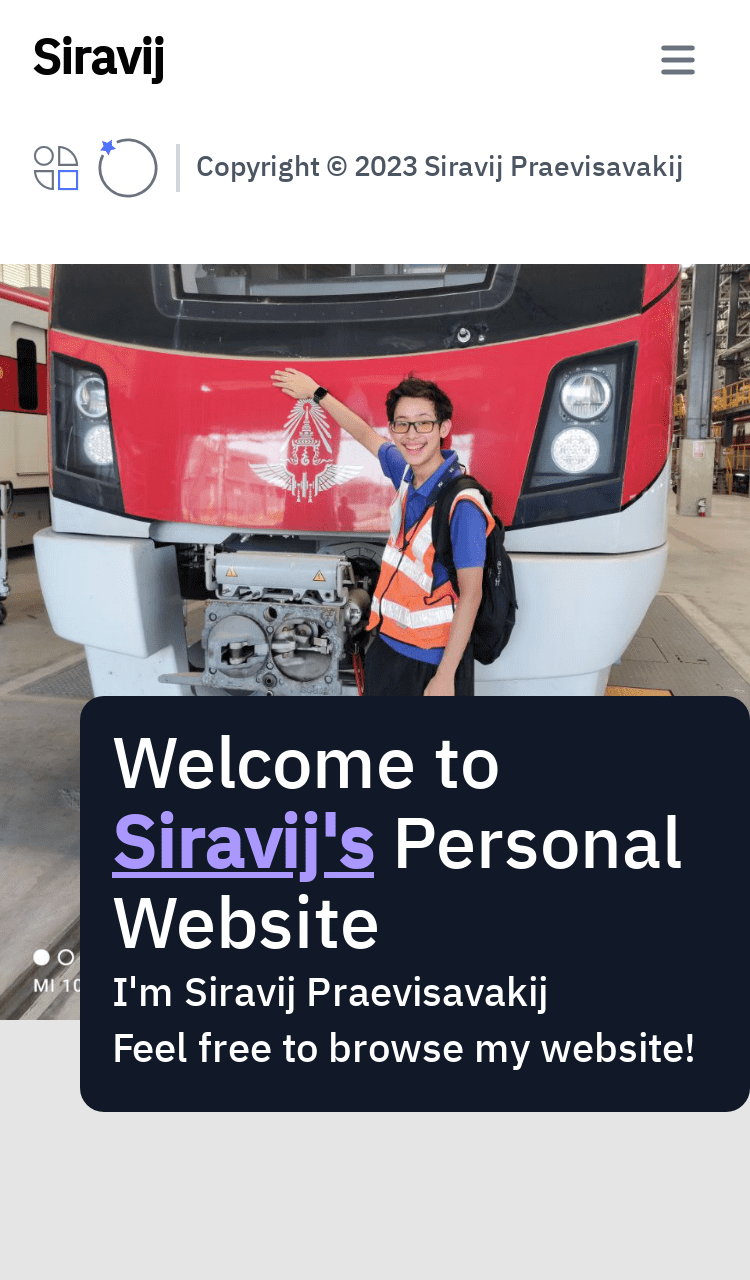 Siravij
Copyright © 2023 Siravij Praevisavakij
Welcome to
Siravij's Personal
Website
MI 10
I'm Siravij Praevisavakij
Feel free to browse my website!